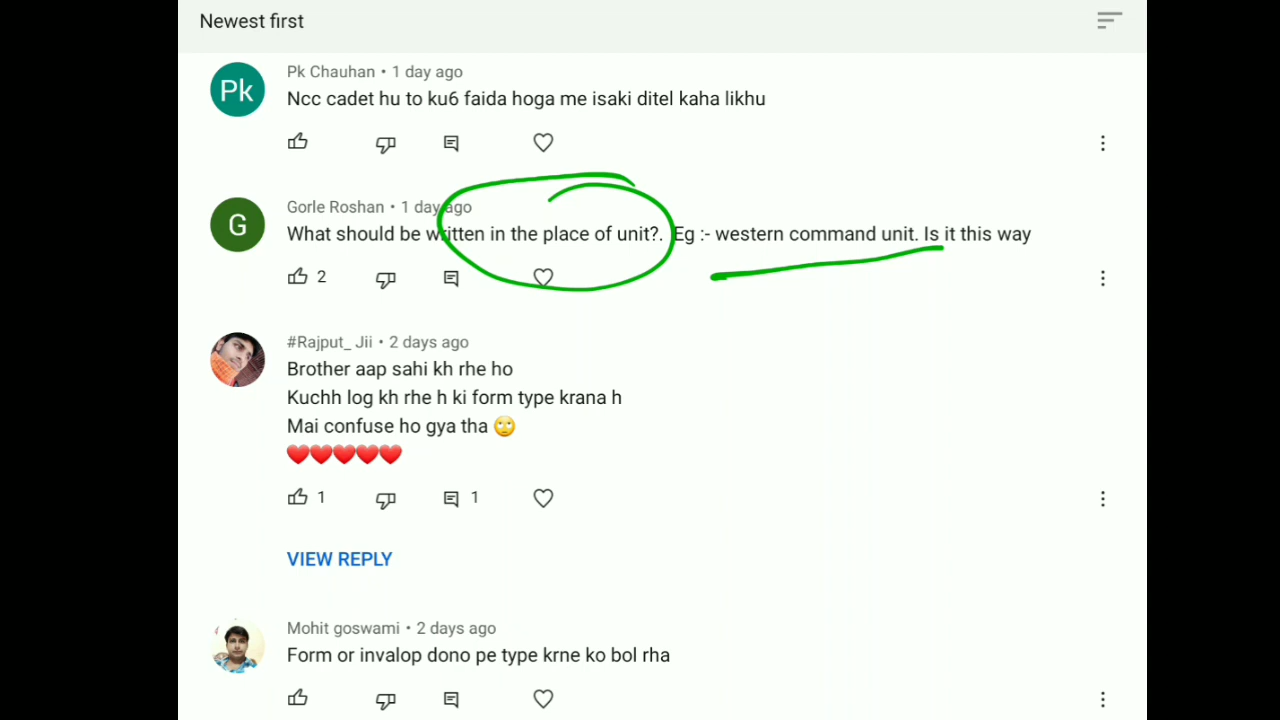 Newest first
Pk
Pk Chauhan • 1 day ago
Ncc cadet hu to ku6 faida hoga me isaki ditel kaha likhu
G
Gorle Roshan • 1 day ago
What should be written in the place of unit?. Eg :- western command unit. Is it this way
2
#Rajput_ Jii • 2 days ago
Brother aap sahi kh rhe ho
Kuchh log kh rhe h ki form type krana h
Mai confuse ho gya tha 🙄
❤️❤️❤️❤️❤️
1 1
VIEW REPLY
Mohit goswami • 2 days ago
Form or invalop dono pe type krne ko bol rha